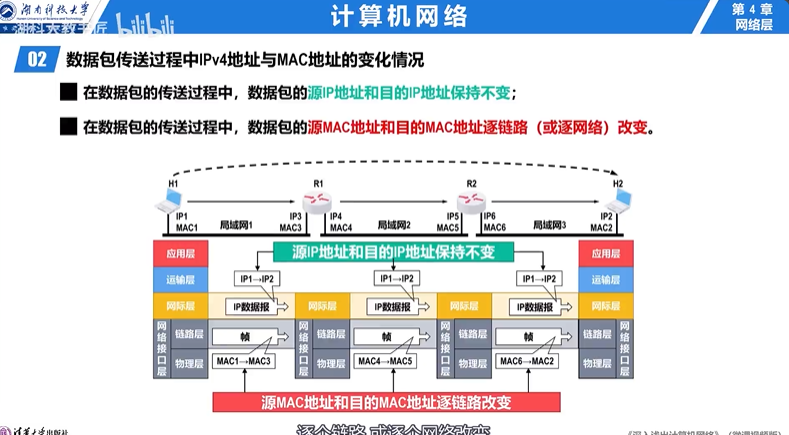 湖南科技大学
Hunan University of Science and Technology
湖科大教书匠 bilibili
计算机网络
第 4 章
网络层
02 数据包传送过程中IPv4地址与MAC地址的变化情况
在数据包的传送过程中，数据包的源IP地址和目的IP地址保持不变；
在数据包的传送过程中，数据包的源MAC地址和目的MAC地址逐链路（或逐网络）改变。
H1 R1 R2 H2
IP1 IP3 IP4 IP5 IP6 IP2
MAC1 局域网1 MAC3 MAC4 局域网2 MAC5 MAC6 局域网3 MAC2
应用层 源IP地址和目的IP地址保持不变 应用层
运输层 IP1→IP2 IP1→IP2 IP1→IP2 运输层
网际层 IP数据报 网际层 IP数据报 网际层 IP数据报 网际层
网络接口层 链路层 帧 网络接口层 链路层 帧 网络接口层 链路层 帧 网络接口层 链路层
物理层 MAC1→MAC3 物理层 MAC4→MAC5 物理层 MAC6→MAC2 物理层
源MAC地址和目的MAC地址逐链路改变
逐个链路 或逐个网络改变
清华大学出版社
《深入浅出计算机网络》（微课视频版）